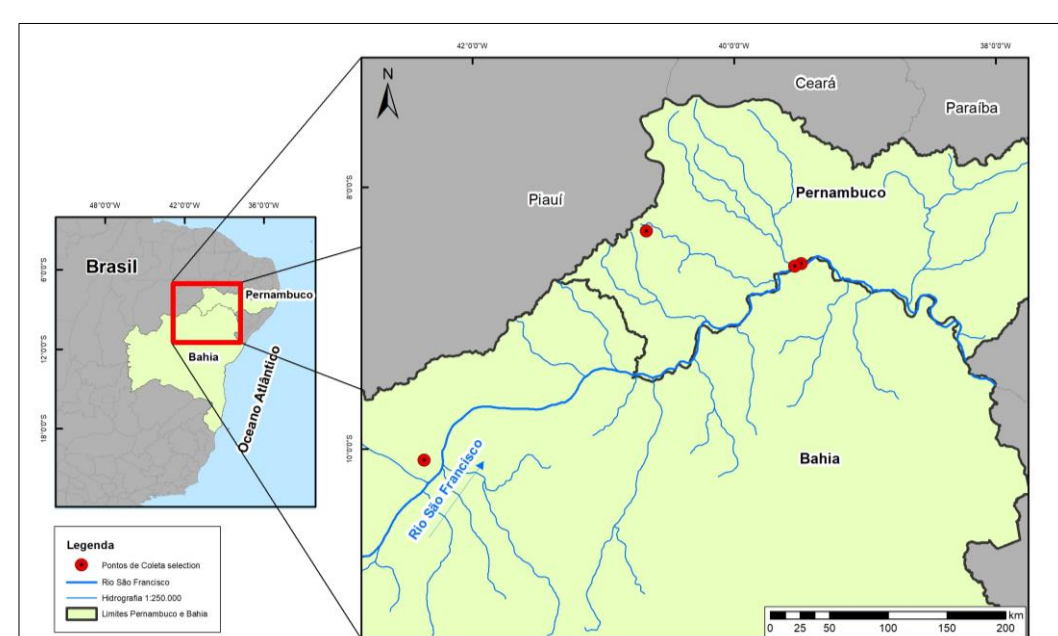 42°0'0"W
40°0'0"W
38°0'0"W
N
Ceará
Paraíba
Pernambuco
Piauí
8°0'0"S
48°0'0"W
42°0'0"W
36°0'0"W
Brasil
6°0'0"S
Pernambuco
12°0'0"S
Bahia
Oceano Atlântico
18°0'0"S
10°0'0"S
Bahia
Rio São Francisco
Legenda
Pontos de Coleta selection
Rio São Francisco
Hidrografia 1:250.000
Limites Pernambuco e Bahia
km
0 25 50 100 150 200